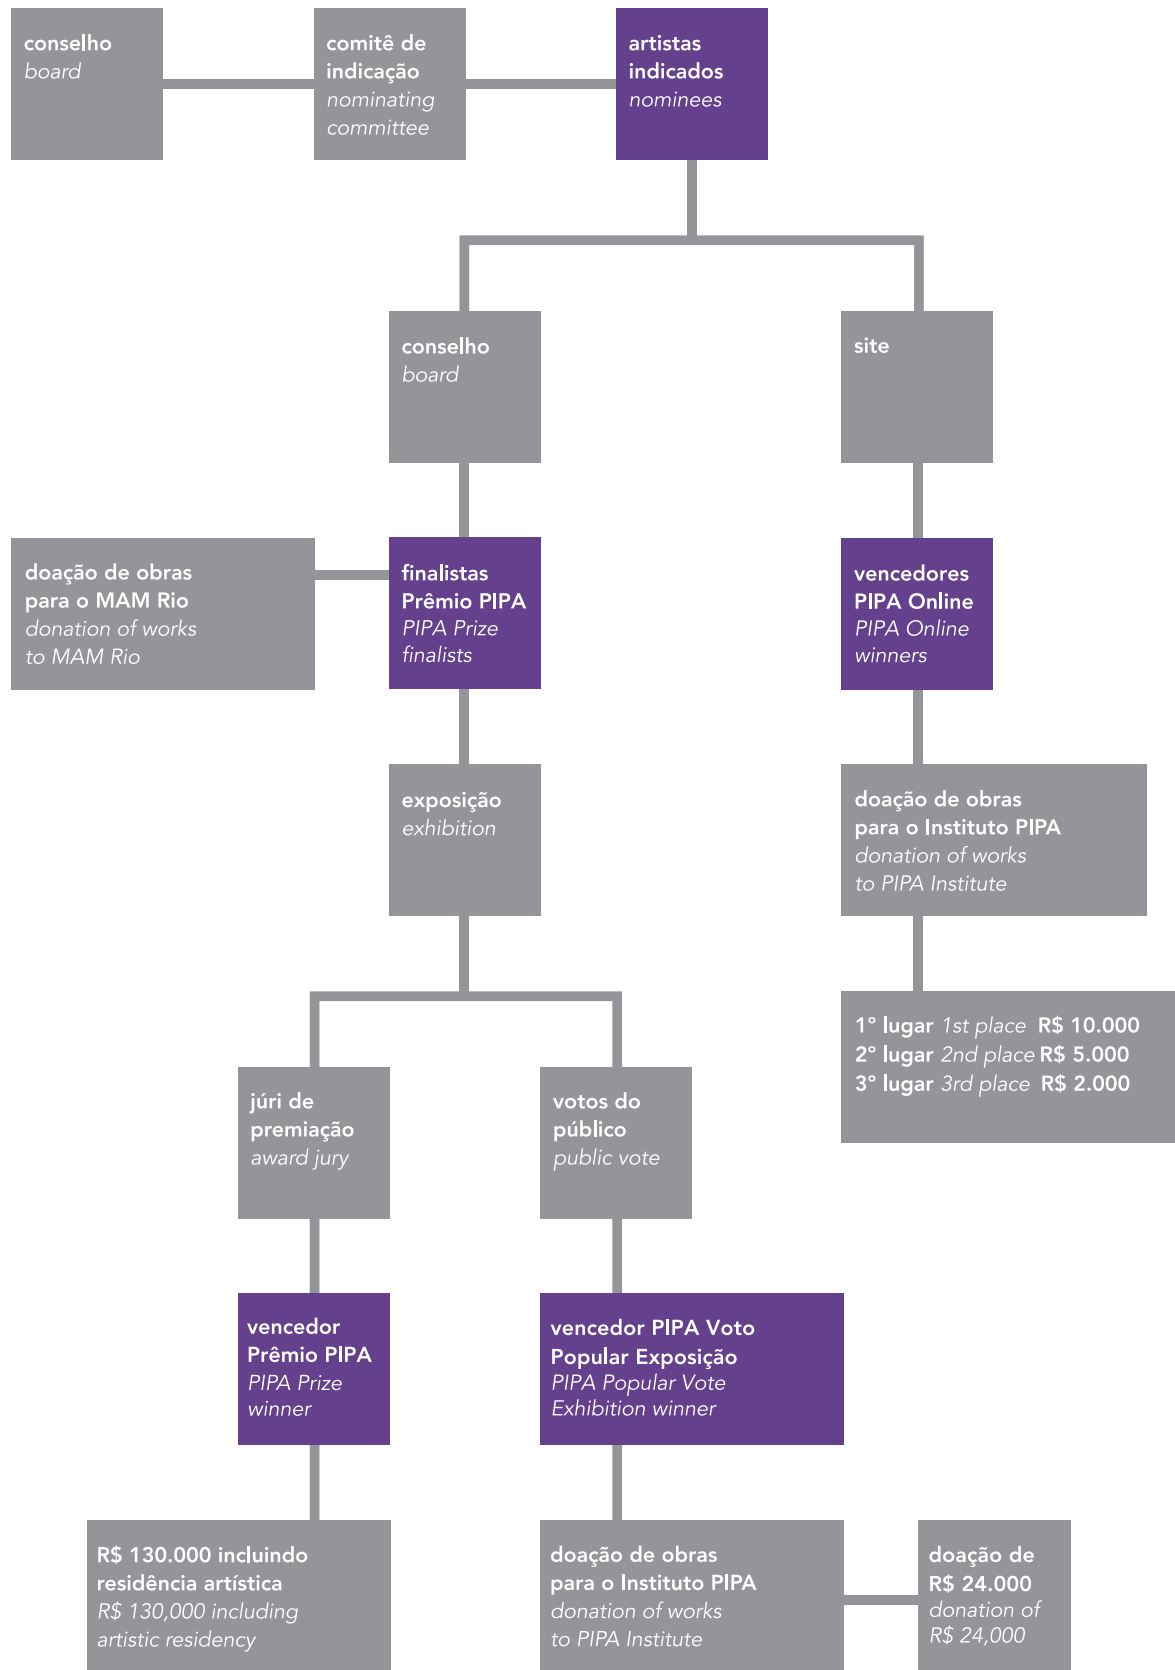 conselho
board
comitê de
indicação
nominating
committee
artistas
indicados
nominees
conselho
board
site
doação de obras
para o MAM Rio
donation of works
to MAM Rio
finalistas
Prêmio PIPA
PIPA Prize
finalists
vencedores
PIPA Online
PIPA Online
winners
exposição
exhibition
doação de obras
para o Instituto PIPA
donation of works
to PIPA Institute
1º lugar 1st place R$ 10.000
2º lugar 2nd place R$ 5.000
3º lugar 3rd place R$ 2.000
júri de
premiação
award jury
votos do
público
public vote
vencedor
Prêmio PIPA
PIPA Prize
winner
vencedor PIPA Voto
Popular Exposição
PIPA Popular Vote
Exhibition winner
R$ 130.000 incluindo
residência artística
R$ 130,000 including
artistic residency
doação de obras
para o Instituto PIPA
donation of works
to PIPA Institute
doação de
R$ 24.000
donation of
R$ 24,000